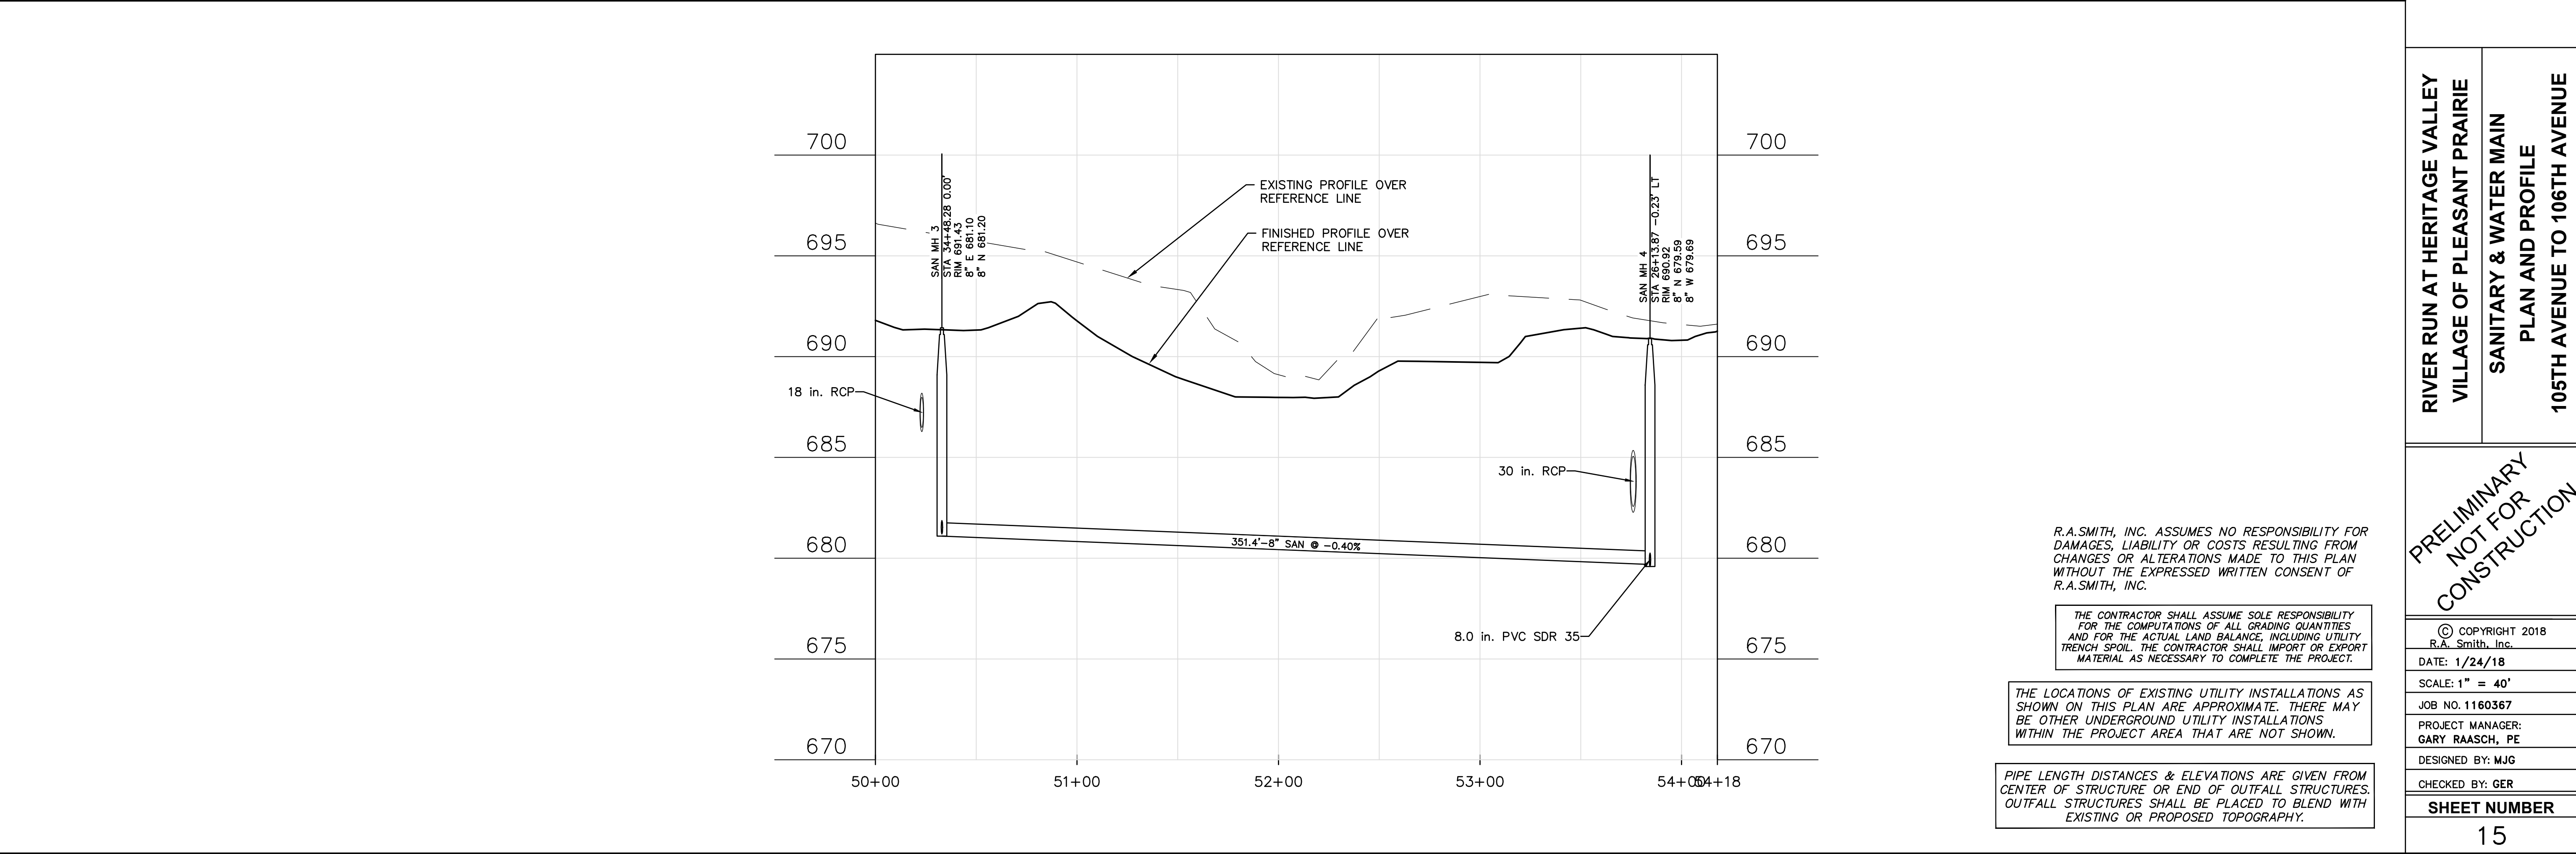 700
695
690
685
680
675
670
700
695
690
685
680
675
670
50+00
51+00
52+00
53+00
54+00
54+18
SAN MH 3
STA 34+48.28 0.00'
RIM 691.43
8" E 681.10
8" N 681.20
EXISTING PROFILE OVER
REFERENCE LINE
FINISHED PROFILE OVER
REFERENCE LINE
SAN MH 4
STA 26+13.87 -0.23' LT
RIM 690.92
8" N 679.59
8" W 679.69
18 in. RCP
30 in. RCP
351.4'-8" SAN @ -0.40%
8.0 in. PVC SDR 35
R.A.SMITH, INC. ASSUMES NO RESPONSIBILITY FOR
DAMAGES, LIABILITY OR COSTS RESULTING FROM
CHANGES OR ALTERATIONS MADE TO THIS PLAN
WITHOUT THE EXPRESSED WRITTEN CONSENT OF
R.A.SMITH, INC.
THE CONTRACTOR SHALL ASSUME SOLE RESPONSIBILITY
FOR THE COMPUTATIONS OF ALL GRADING QUANTITIES
AND FOR THE ACTUAL LAND BALANCE, INCLUDING UTILITY
TRENCH SPOIL. THE CONTRACTOR SHALL IMPORT OR EXPORT
MATERIAL AS NECESSARY TO COMPLETE THE PROJECT.
THE LOCATIONS OF EXISTING UTILITY INSTALLATIONS AS
SHOWN ON THIS PLAN ARE APPROXIMATE. THERE MAY
BE OTHER UNDERGROUND UTILITY INSTALLATIONS
WITHIN THE PROJECT AREA THAT ARE NOT SHOWN.
PIPE LENGTH DISTANCES & ELEVATIONS ARE GIVEN FROM
CENTER OF STRUCTURE OR END OF OUTFALL STRUCTURES.
OUTFALL STRUCTURES SHALL BE PLACED TO BLEND WITH
EXISTING OR PROPOSED TOPOGRAPHY.
RIVER RUN AT HERITAGE VALLEY
VILLAGE OF PLEASANT PRAIRIE
SANITARY & WATER MAIN
PLAN AND PROFILE
105TH AVENUE TO 106TH AVENUE
PRELIMINARY
NOT FOR
CONSTRUCTION
© COPYRIGHT 2018
R.A. Smith, Inc.
DATE: 1/24/18
SCALE: 1" = 40'
JOB NO. 1160367
PROJECT MANAGER:
GARY RAASCH, PE
DESIGNED BY: MJG
CHECKED BY: GER
SHEET NUMBER
15